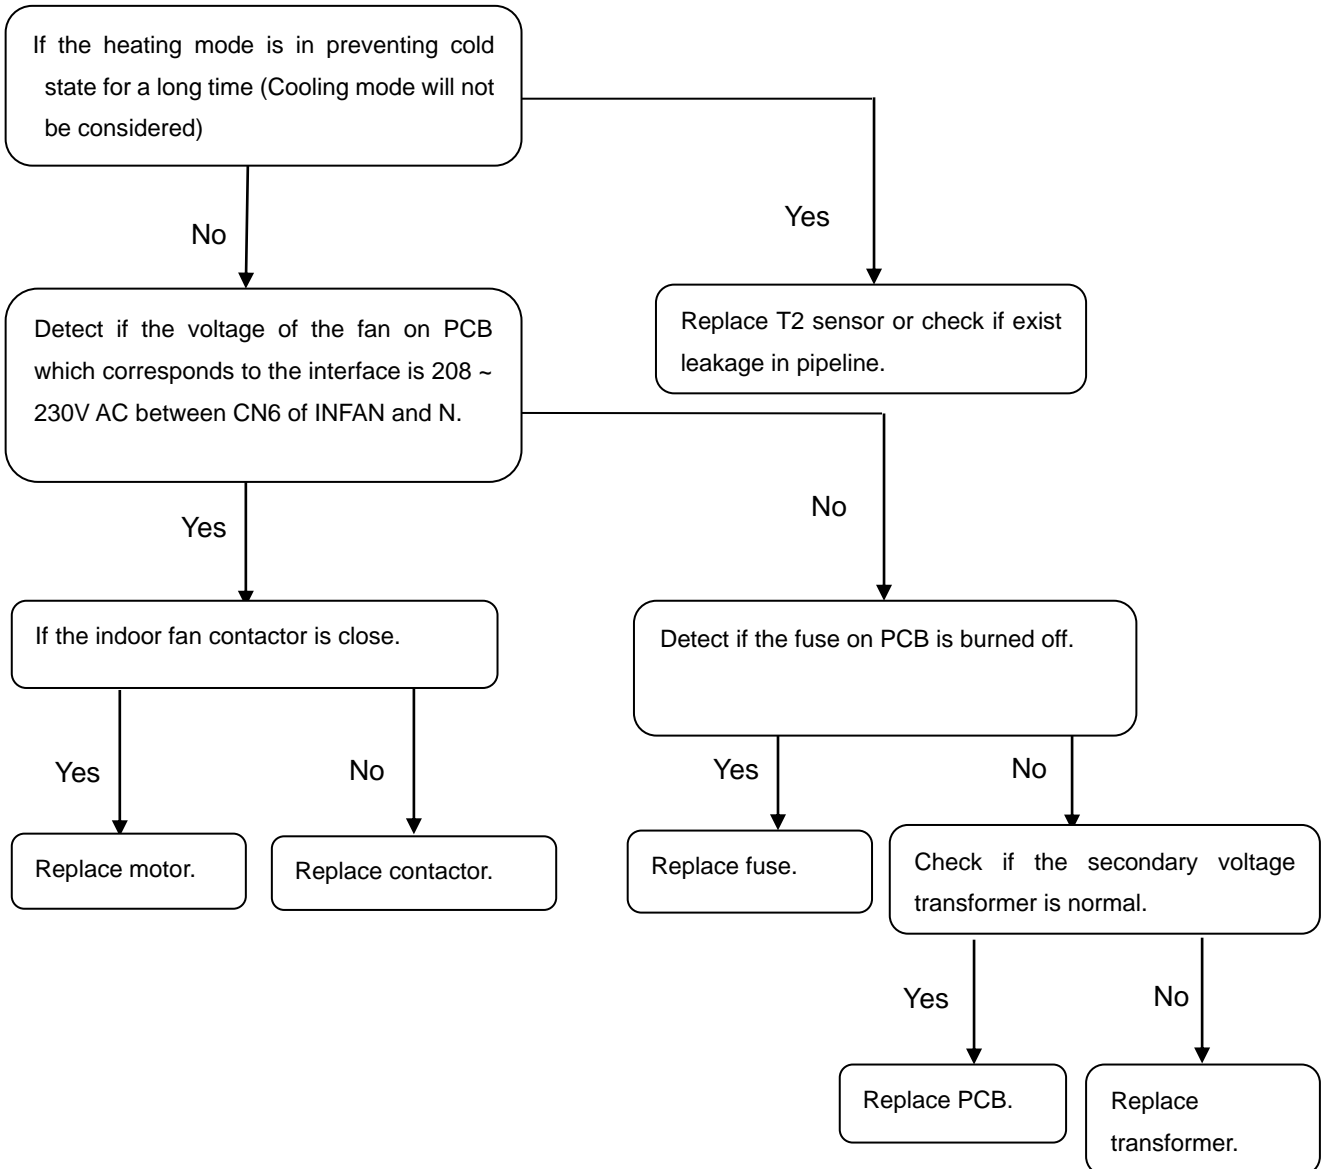 If the heating mode is in preventing cold
state for a long time (Cooling mode will not
be considered)
No
Yes
Detect if the voltage of the fan on PCB
which corresponds to the interface is 208 ~
230V AC between CN6 of INFAN and N.
Replace T2 sensor or check if exist
leakage in pipeline.
Yes
No
If the indoor fan contactor is close.
Detect if the fuse on PCB is burned off.
Yes
No
Yes
No
Replace motor.
Replace contactor.
Replace fuse.
Check if the secondary voltage
transformer is normal.
Yes
No
Replace PCB.
Replace
transformer.